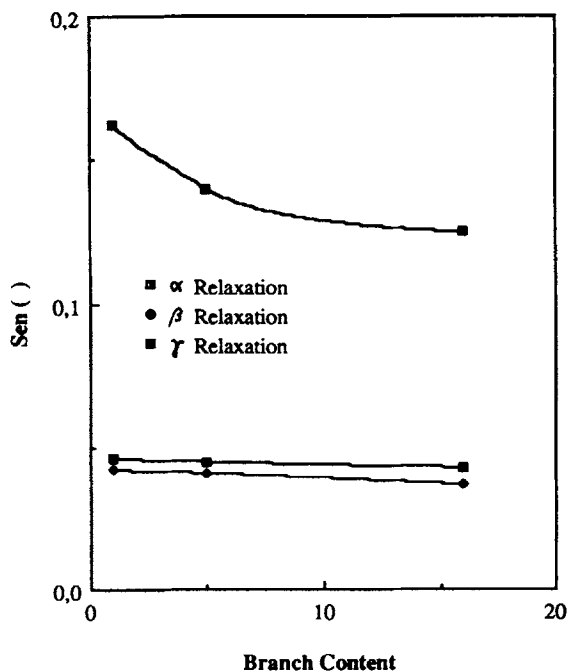 0,2
0,1
0,0
Sen ( )
α Relaxation
β Relaxation
γ Relaxation
0
10
20
Branch Content